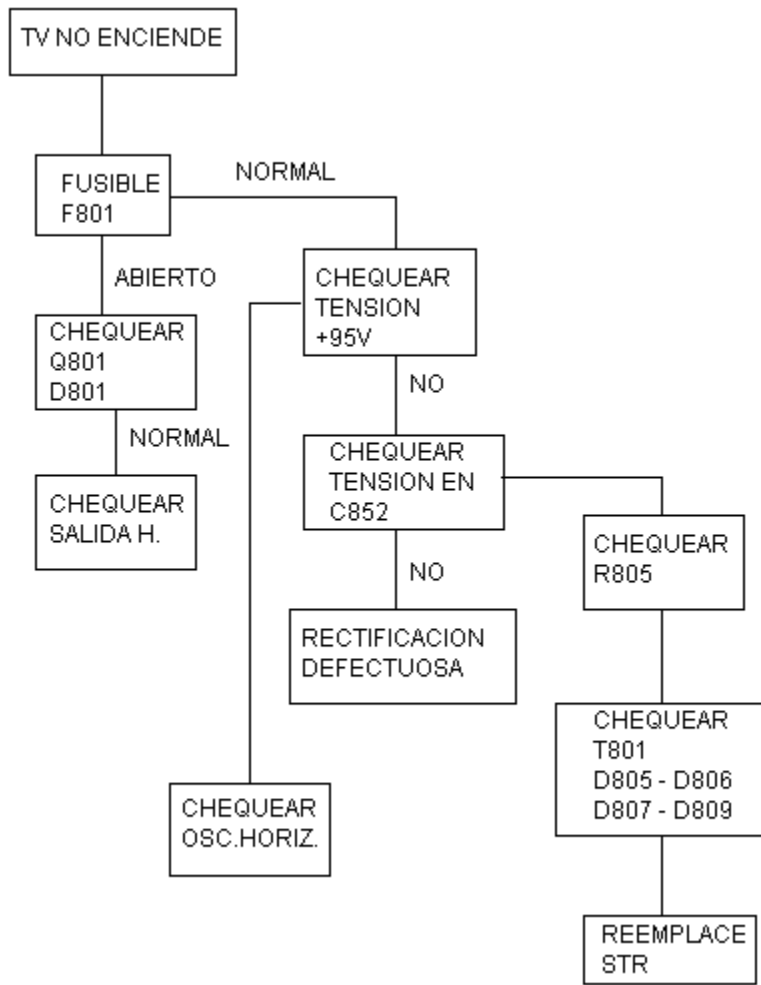 TV NO ENCIENDE
FUSIBLE
F801
NORMAL
ABIERTO
CHEQUEAR
TENSION
+95V
CHEQUEAR
Q801
D801
NO
NORMAL
CHEQUEAR
TENSION EN
C852
CHEQUEAR
SALIDA H.
CHEQUEAR
R805
NO
RECTIFICACION
DEFECTUOSA
CHEQUEAR
T801
D805 - D806
D807 - D809
CHEQUEAR
OSC.HORIZ.
REEMPLACE
STR